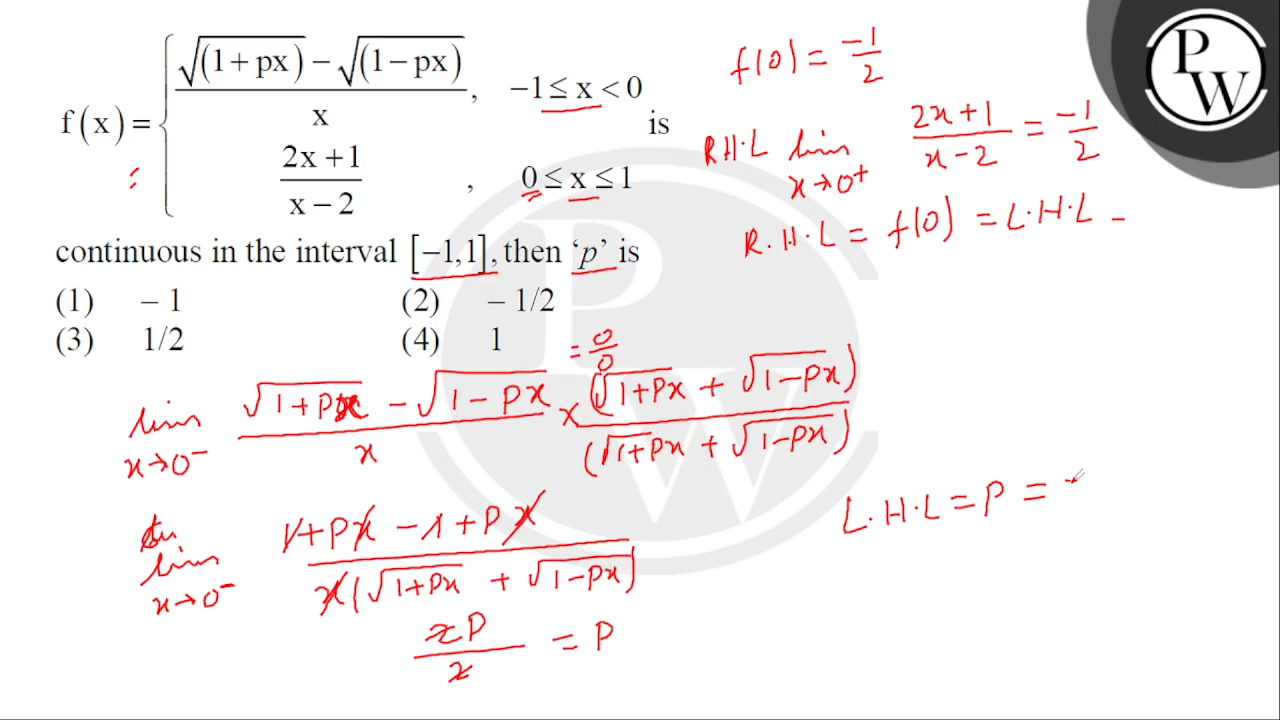 f(x) = { √(1+px) − √(1−px) / x , −1 ≤ x < 0
2x+1 / x−2 , 0 ≤ x ≤ 1
is
continuous in the interval [−1,1], then ‘p’ is
(1) – 1 (2) – 1/2
(3) 1/2 (4) 1
f(0) = -1/2
R.H.L lim x→0⁺ 2x+1 / x-2 = -1/2
R.H.L = f(0) = L.H.L -
= 0/0
lim x→0⁻ √1+px - √1-px / x × (√1+px + √1-px) / (√1+px + √1-px)
lim x→0⁻ 1+px - 1+px / x(√1+px + √1-px)
2P / 2 = P
L.H.L = P = -
PW
PW